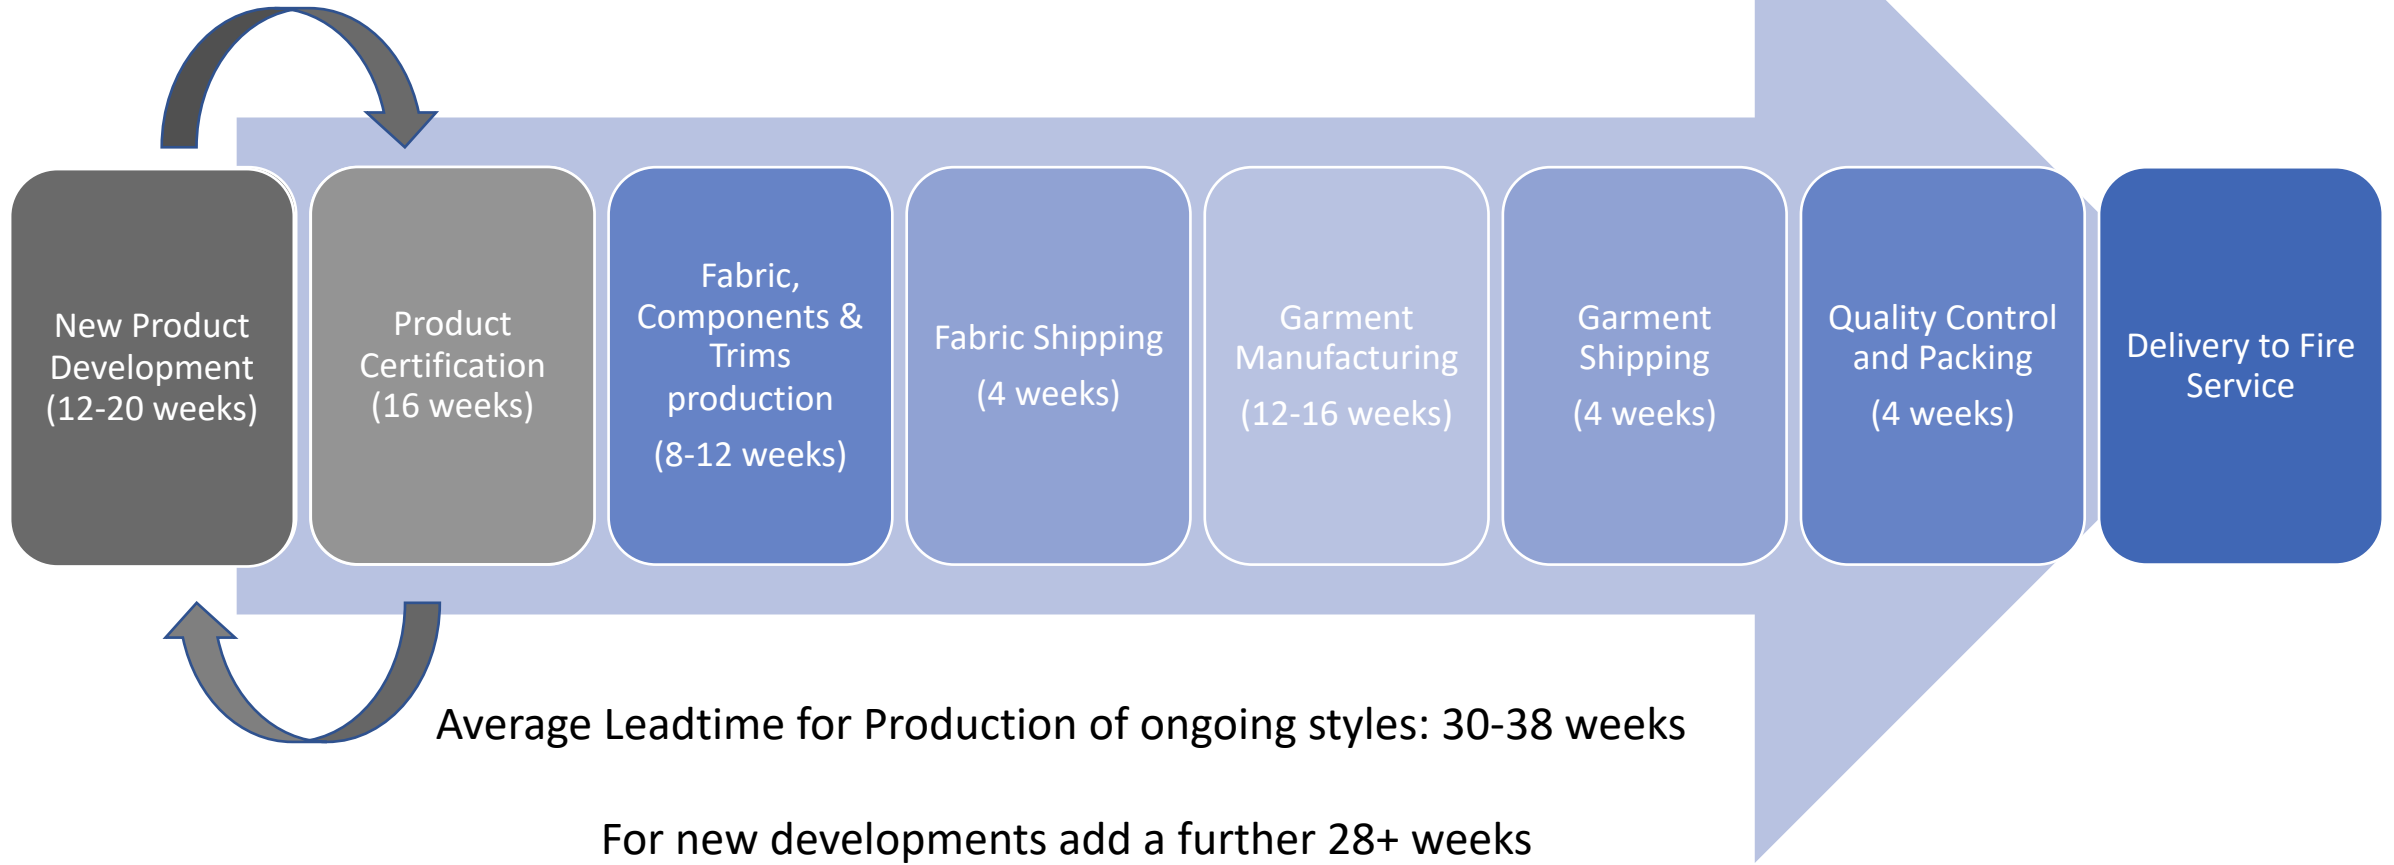 New Product
Development
(12-20 weeks)
Product
Certification
(16 weeks)
Fabric,
Components &
Trims
production
(8-12 weeks)
Fabric Shipping
(4 weeks)
Garment
Manufacturing
(12-16 weeks)
Garment
Shipping
(4 weeks)
Quality Control
and Packing
(4 weeks)
Delivery to Fire
Service
Average Leadtime for Production of ongoing styles: 30-38 weeks
For new developments add a further 28+ weeks